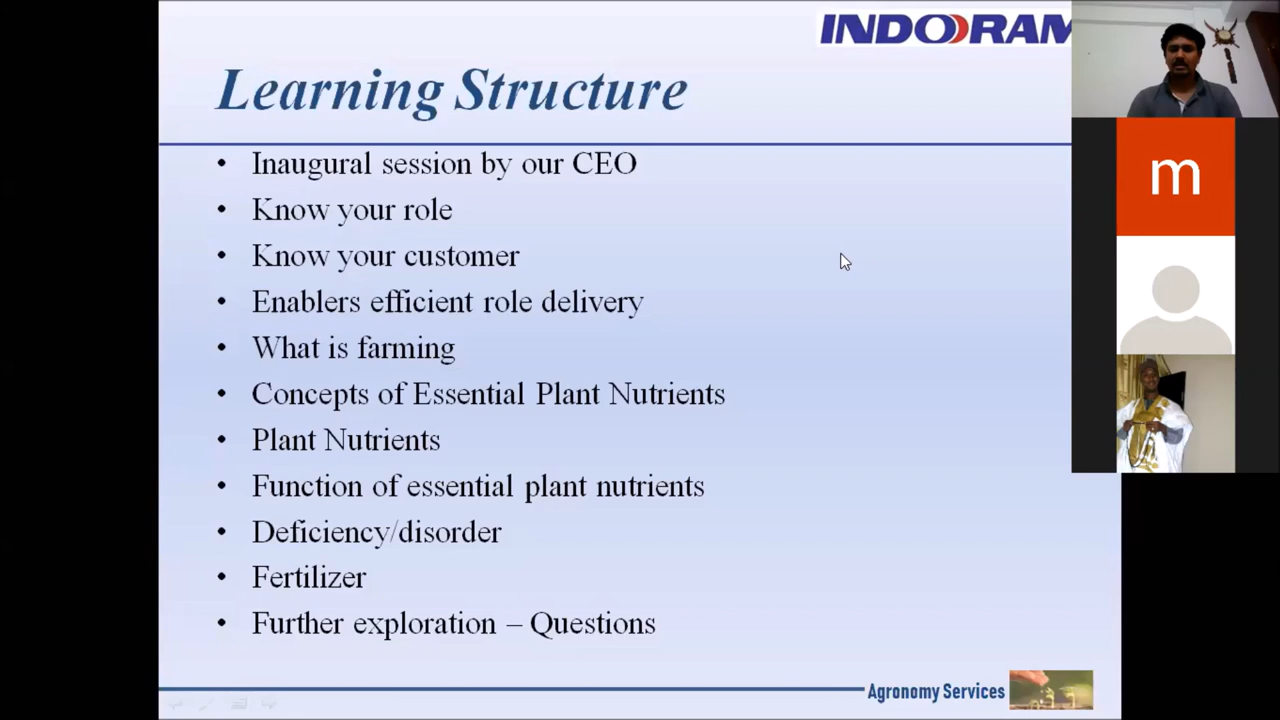 INDORAM
Learning Structure
• Inaugural session by our CEO
• Know your role
• Know your customer
• Enablers efficient role delivery
• What is farming
• Concepts of Essential Plant Nutrients
• Plant Nutrients
• Function of essential plant nutrients
• Deficiency/disorder
• Fertilizer
• Further exploration – Questions
Agronomy Services
m